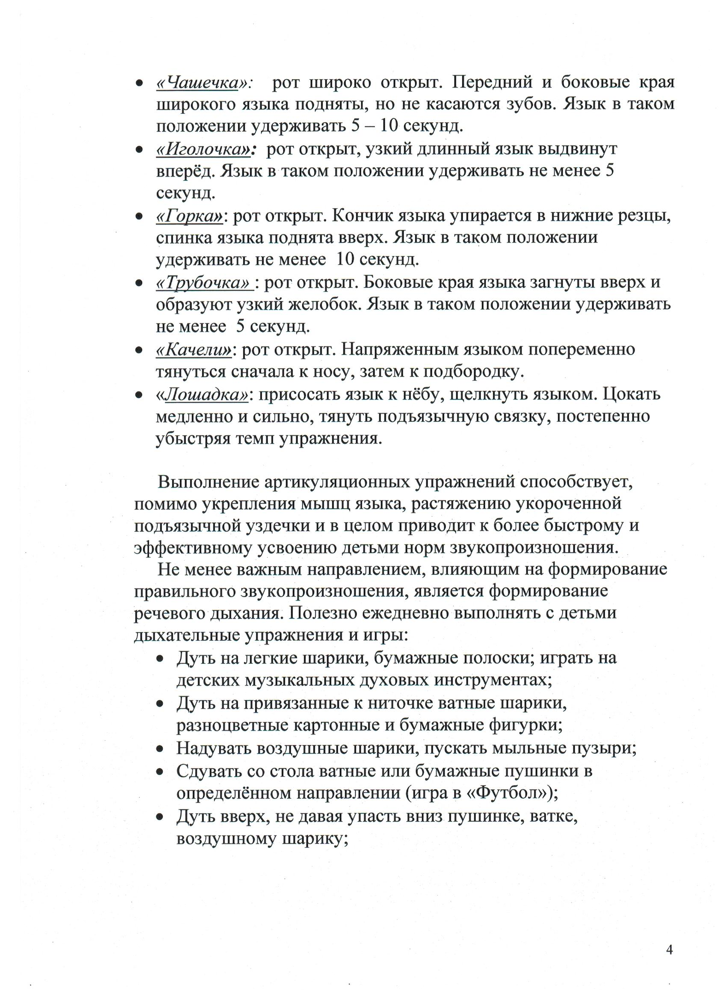 • «Чашечка»: рот широко открыт. Передний и боковые края
широкого языка подняты, но не касаются зубов. Язык в таком
положении удерживать 5 – 10 секунд.
• «Иголочка»: рот открыт, узкий длинный язык выдвинут
вперёд. Язык в таком положении удерживать не менее 5
секунд.
• «Горка»: рот открыт. Кончик языка упирается в нижние резцы,
спинка языка поднята вверх. Язык в таком положении
удерживать не менее 10 секунд.
• «Трубочка» : рот открыт. Боковые края языка загнуты вверх и
образуют узкий желобок. Язык в таком положении удерживать
не менее 5 секунд.
• «Качели»: рот открыт. Напряженным языком попеременно
тянуться сначала к носу, затем к подбородку.
• «Лошадка»: присосать язык к нёбу, щелкнуть языком. Цокать
медленно и сильно, тянуть подъязычную связку, постепенно
убыстряя темп упражнения.
Выполнение артикуляционных упражнений способствует,
помимо укрепления мышц языка, растяжению укороченной
подъязычной уздечки и в целом приводит к более быстрому и
эффективному усвоению детьми норм звукопроизношения.
Не менее важным направлением, влияющим на формирование
правильного звукопроизношения, является формирование
речевого дыхания. Полезно ежедневно выполнять с детьми
дыхательные упражнения и игры:
• Дуть на легкие шарики, бумажные полоски; играть на
детских музыкальных духовых инструментах;
• Дуть на привязанные к ниточке ватные шарики,
разноцветные картонные и бумажные фигурки;
• Надувать воздушные шарики, пускать мыльные пузыри;
• Сдувать со стола ватные или бумажные пушинки в
определённом направлении (игра в «Футбол»);
• Дуть вверх, не давая упасть вниз пушинке, ватке,
воздушному шарику;
4